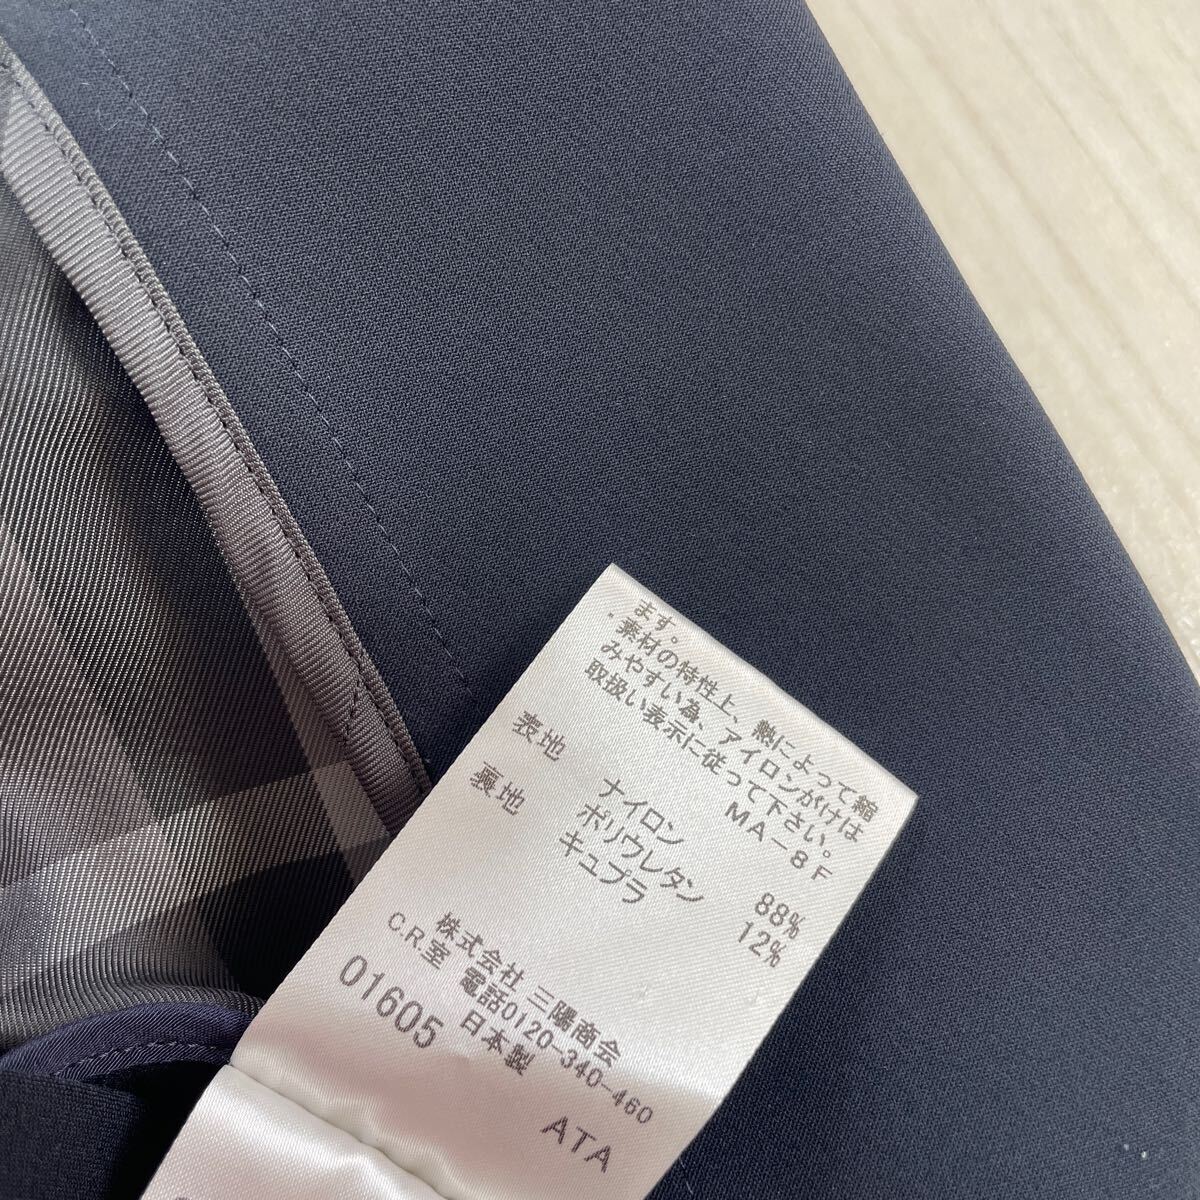 ます。
.素材の特性上、熱によって縮
みやすい為、アイロンがけは
取扱い表示に従って下さい。
MA-8F
表地 ナイロン 88%
ポリウレタン 12%
裏地 キュプラ
株式会社 三陽商会
C.R.室 電話0120-340-460
01605 日本製
ATA